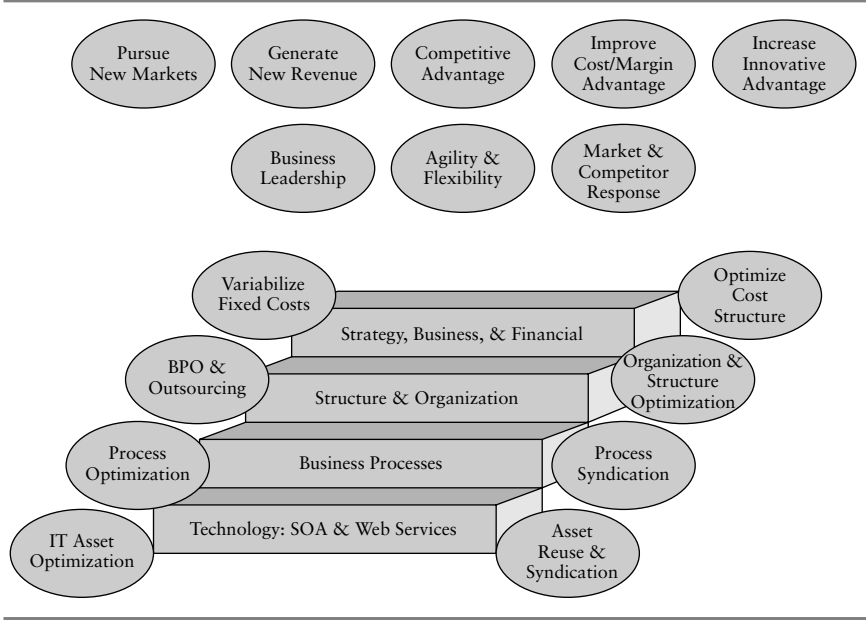 Pursue
New Markets
Generate
New Revenue
Competitive
Advantage
Improve
Cost/Margin
Advantage
Increase
Innovative
Advantage
Business
Leadership
Agility &
Flexibility
Market &
Competitor
Response
Variabilize
Fixed Costs
Optimize
Cost
Structure
Strategy, Business, & Financial
BPO &
Outsourcing
Organization &
Structure
Optimization
Structure & Organization
Process
Optimization
Business Processes
Process
Syndication
IT Asset
Optimization
Technology: SOA & Web Services
Asset
Reuse &
Syndication